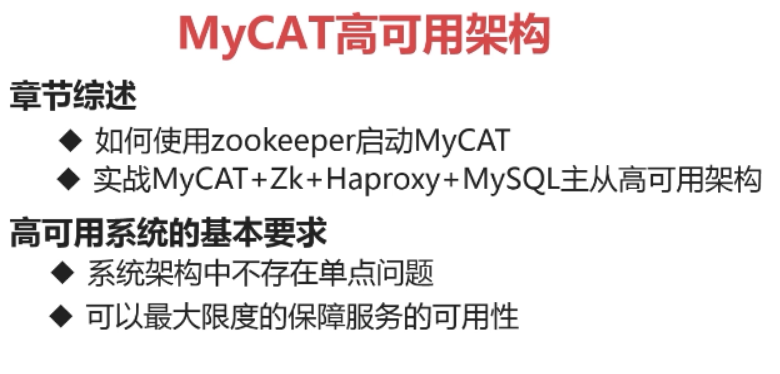 MyCAT高可用架构
章节综述
◆ 如何使用zookeeper启动MyCAT
◆ 实战MyCAT+Zk+Haproxy+MySQL主从高可用架构
高可用系统的基本要求
◆ 系统架构中不存在单点问题
◆ 可以最大限度的保障服务的可用性